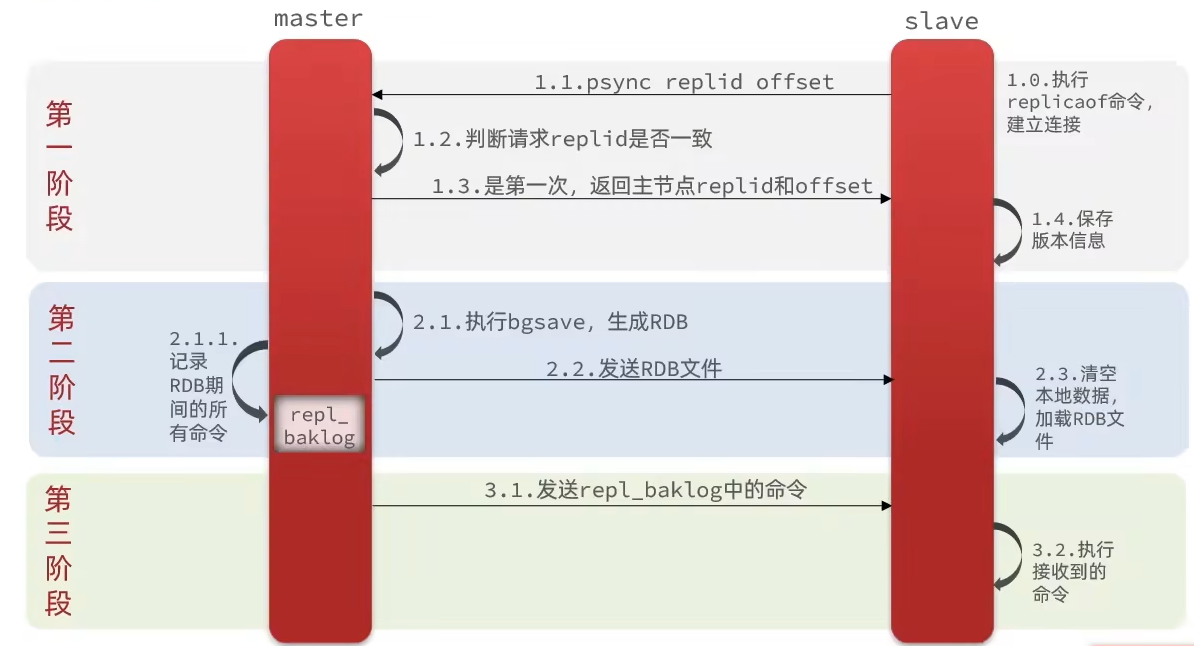 master
slave
第一阶段
1.0.执行
replicaof命令，
建立连接
1.1.psync replid offset
1.2.判断请求replid是否一致
1.3.是第一次，返回主节点replid和offset
1.4.保存
版本信息
第二阶段
2.1.执行bgsave，生成RDB
2.1.1.
记录
RDB期
间的所
有命令
repl_
baklog
2.2.发送RDB文件
2.3.清空
本地数据，
加载RDB文
件
第三阶段
3.1.发送repl_baklog中的命令
3.2.执行
接收到的
命令